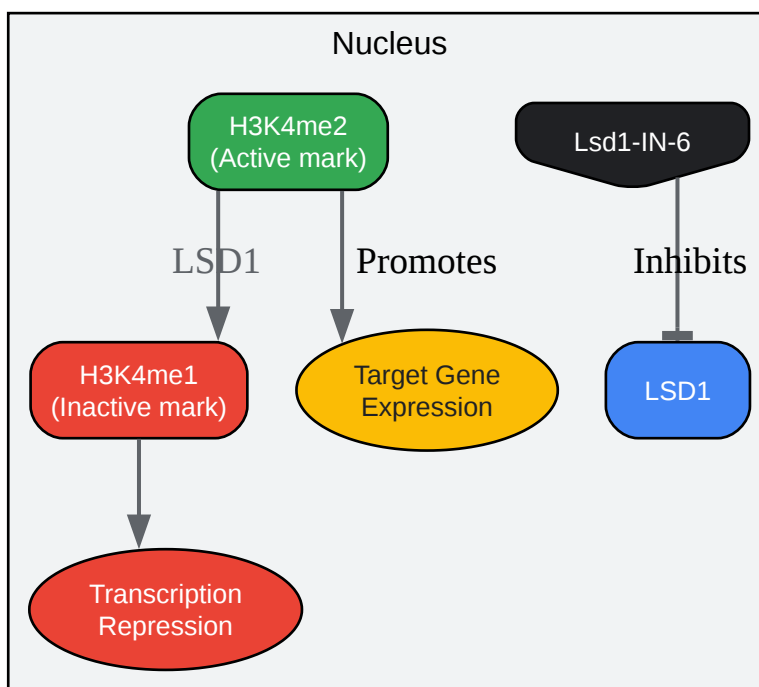 Nucleus
H3K4me2
(Active mark)
Lsd1-IN-6
LSD1
Promotes
Inhibits
H3K4me1
(Inactive mark)
Target Gene
Expression
LSD1
Transcription
Repression